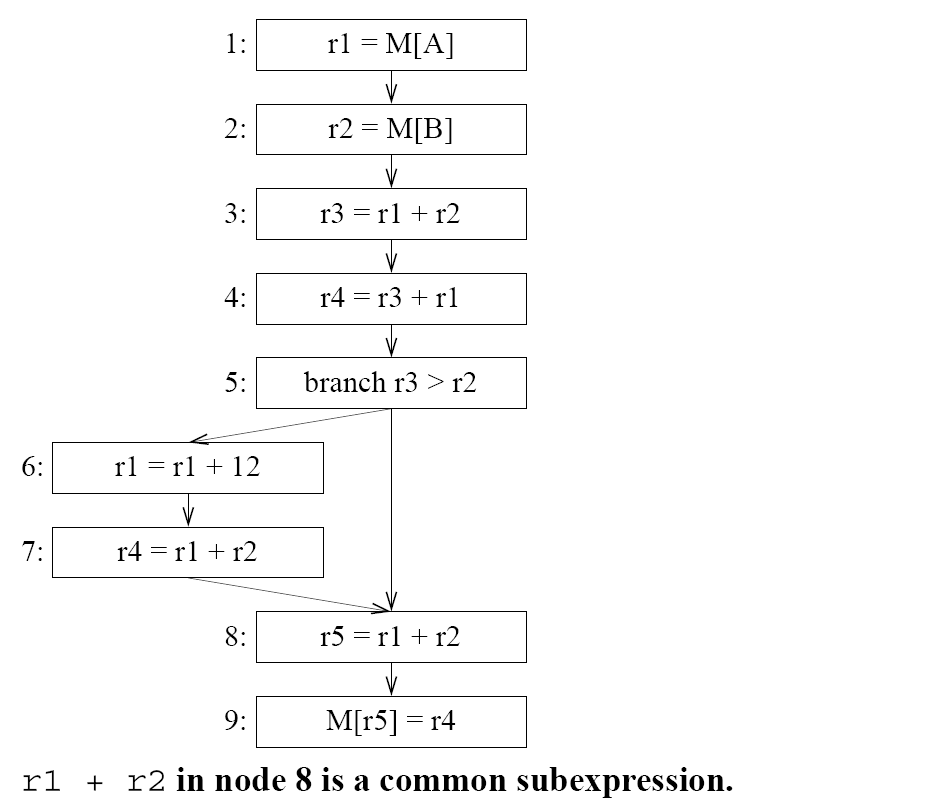 1: r1 = M[A]
2: r2 = M[B]
3: r3 = r1 + r2
4: r4 = r3 + r1
5: branch r3 > r2
6: r1 = r1 + 12
7: r4 = r1 + r2
8: r5 = r1 + r2
9: M[r5] = r4
r1 + r2 in node 8 is a common subexpression.